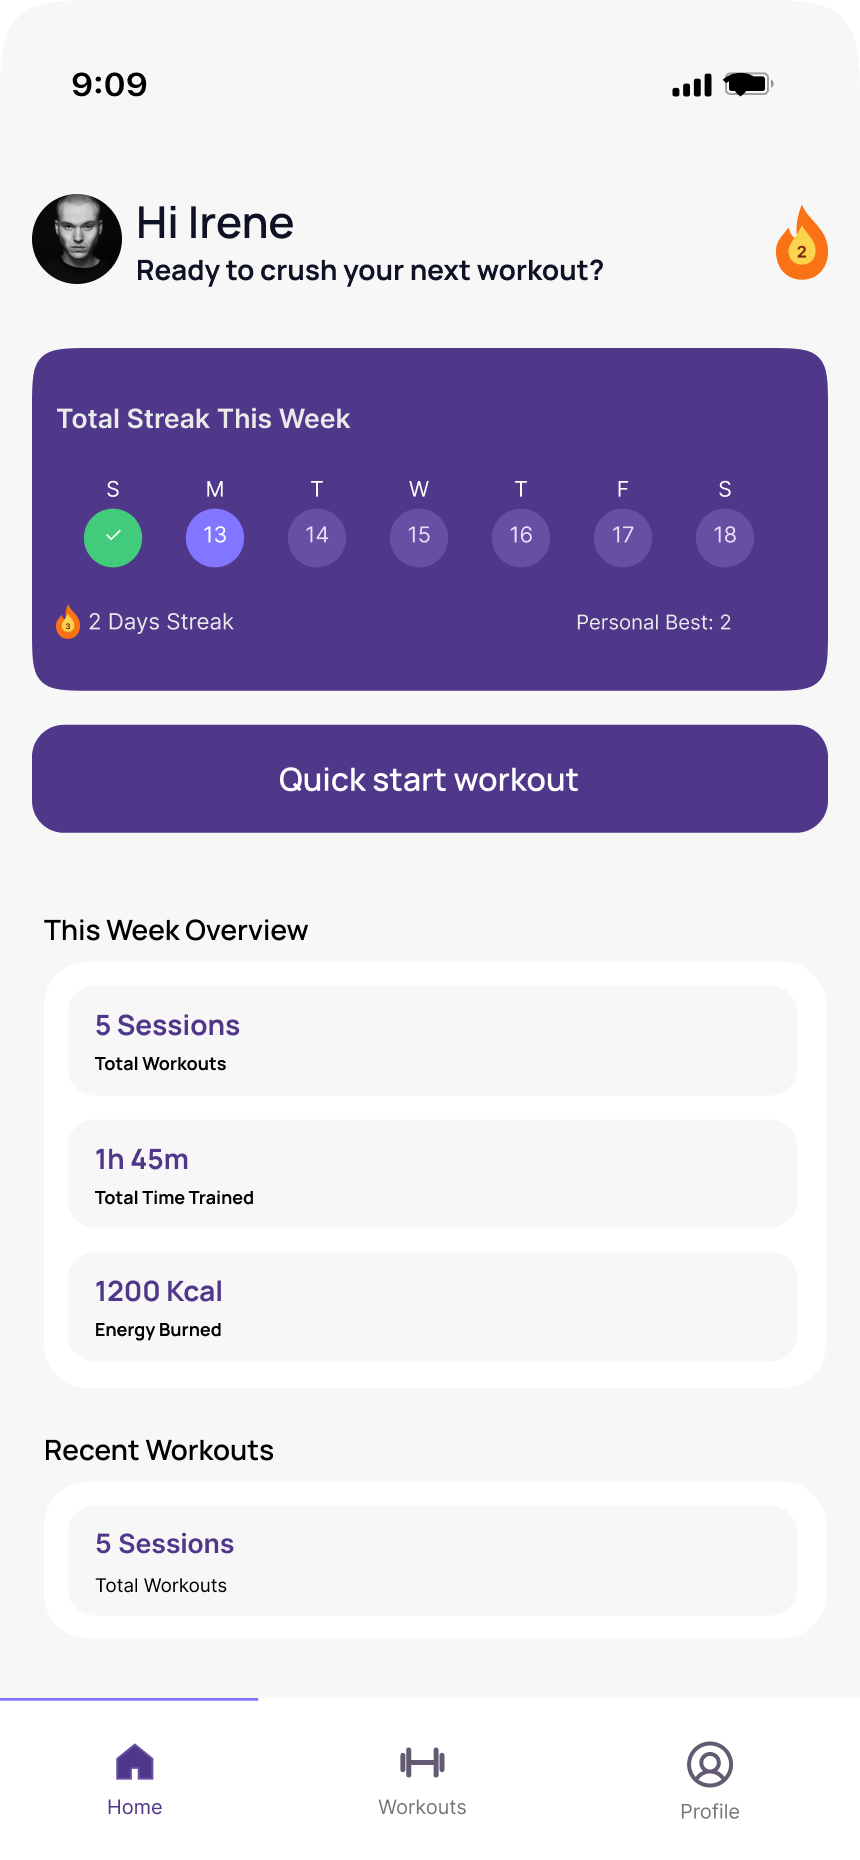 9:09
Hi Irene
Ready to crush your next workout?
2
Total Streak This Week
S M T W T F S
13 14 15 16 17 18
3
2 Days Streak
Personal Best: 2
Quick start workout
This Week Overview
5 Sessions
Total Workouts
1h 45m
Total Time Trained
1200 Kcal
Energy Burned
Recent Workouts
5 Sessions
Total Workouts
Home
Workouts
Profile